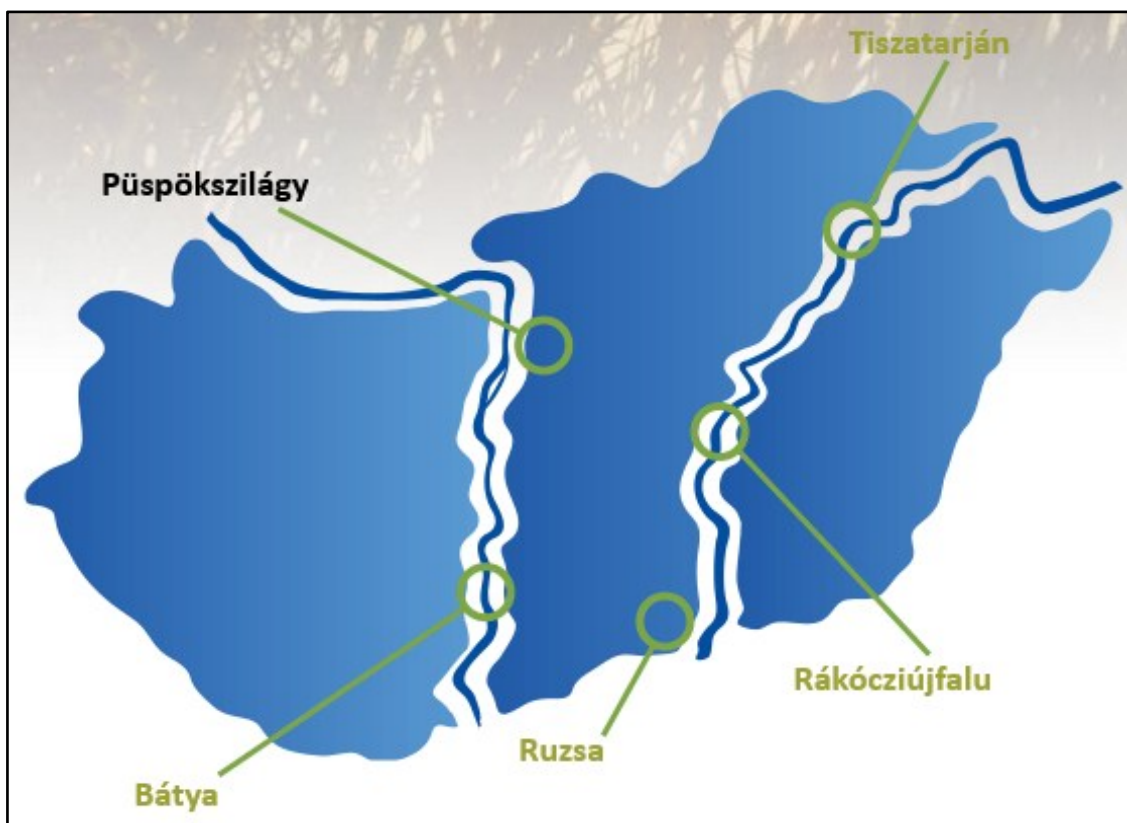 Tiszatarján
Püspökszilágy
Rákócziújfalu
Ruzsa
Bátya